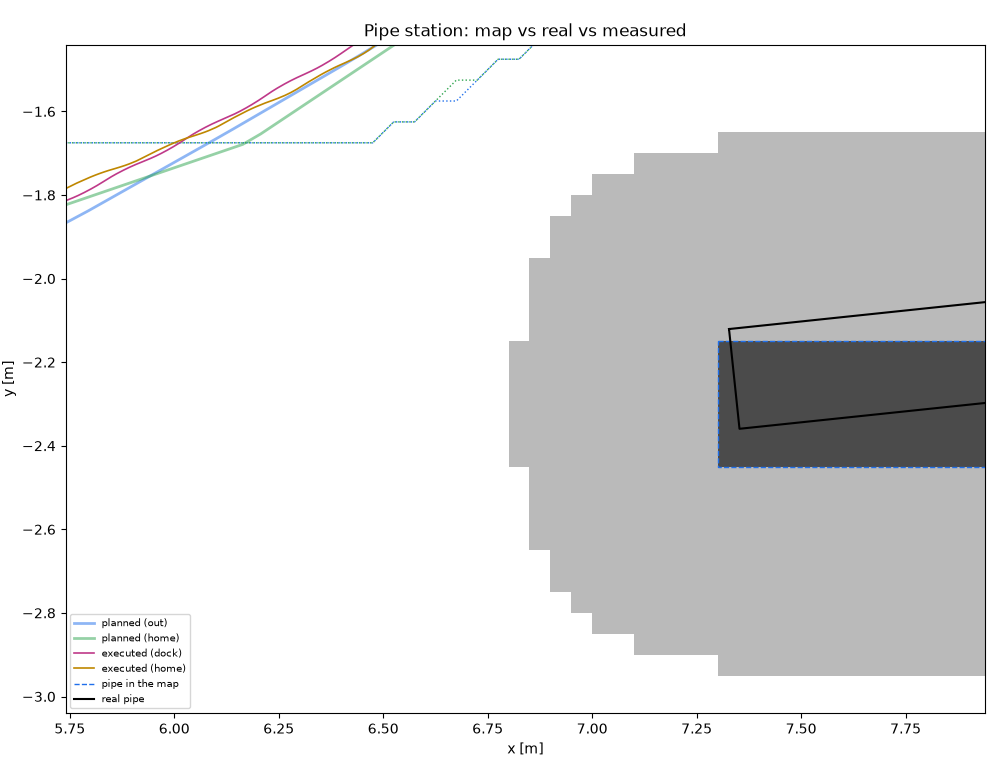 Pipe station: map vs real vs measured
y [m]
−1.6
−1.8
−2.0
−2.2
−2.4
−2.6
−2.8
−3.0
planned (out)
planned (home)
executed (dock)
executed (home)
pipe in the map
real pipe
5.75 6.00 6.25 6.50 6.75 7.00 7.25 7.50 7.75
x [m]